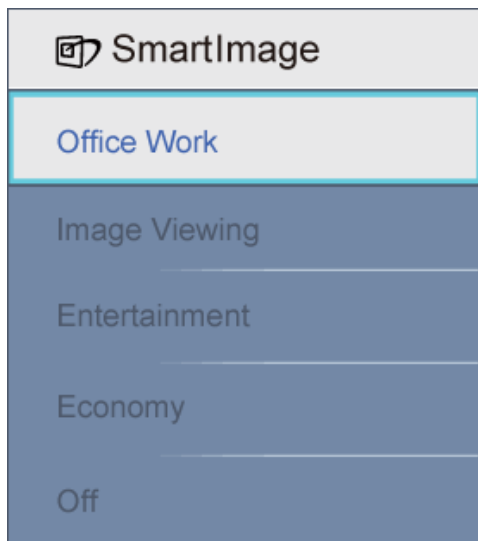 SmartImage
Office Work
Image Viewing
Entertainment
Economy
Off